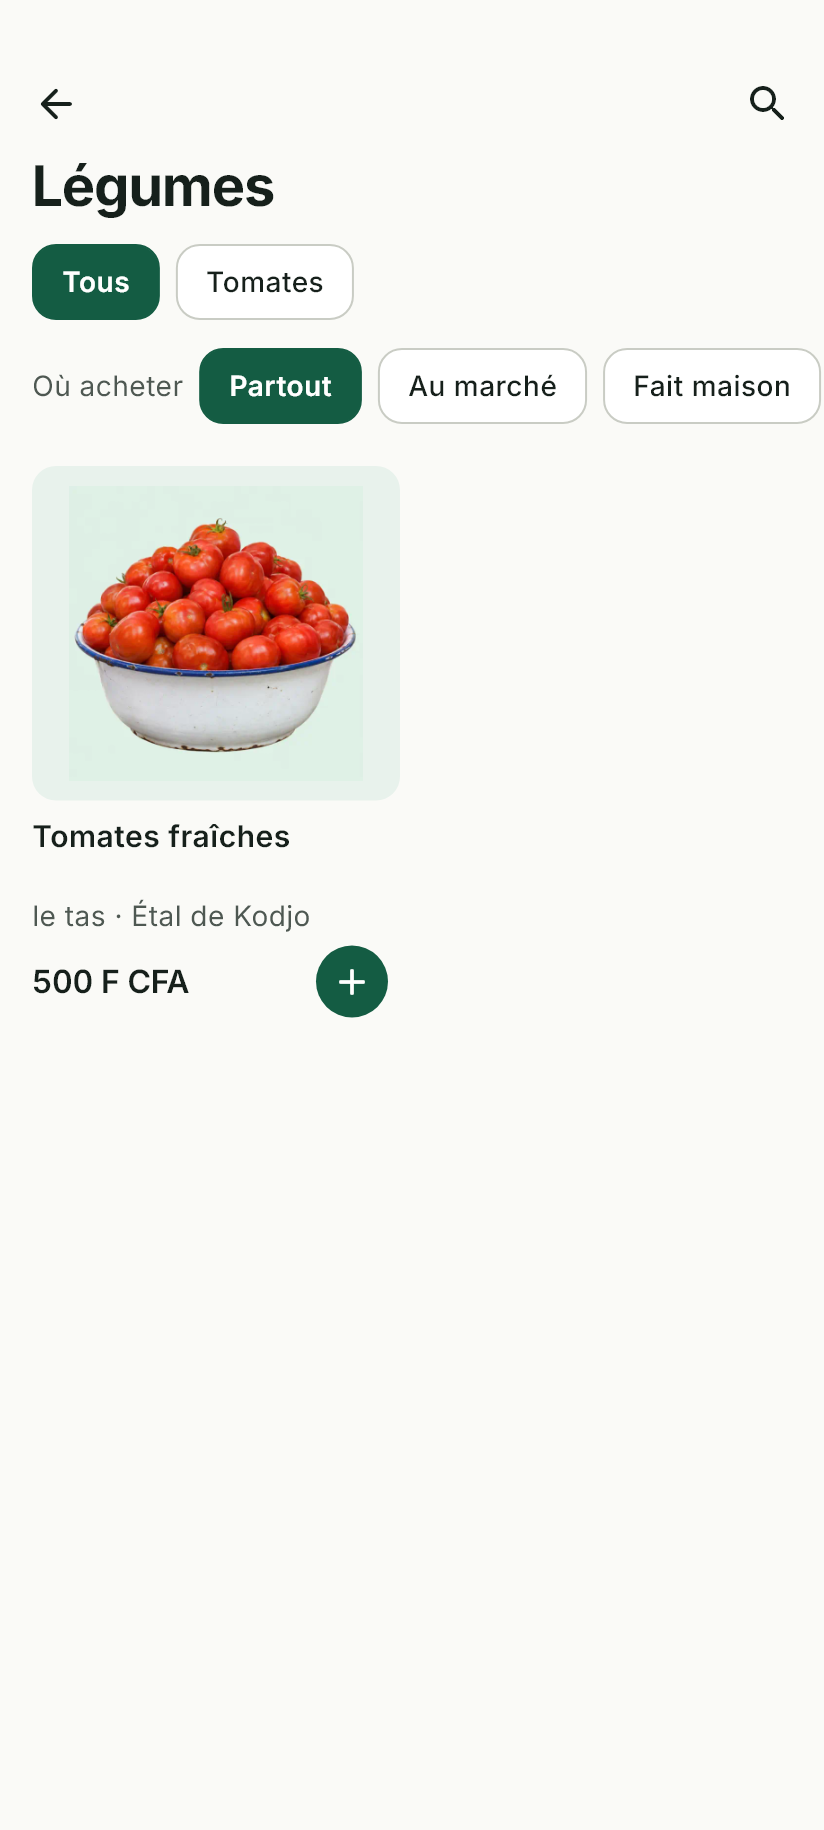 Légumes
Tous Tomates
Où acheter Partout Au marché Fait maison
Tomates fraîches
le tas · Étal de Kodjo
500 F CFA